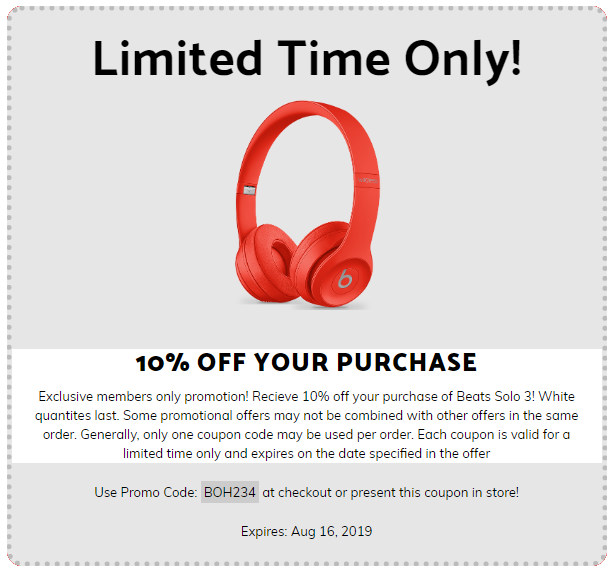 Limited Time Only!
b
10% OFF YOUR PURCHASE
Exclusive members only promotion! Recieve 10% off your purchase of Beats Solo 3! White
quantites last. Some promotional offers may not be combined with other offers in the same
order. Generally, only one coupon code may be used per order. Each coupon is valid for a
limited time only and expires on the date specified in the offer
Use Promo Code: BOH234 at checkout or present this coupon in store!
Expires: Aug 16, 2019